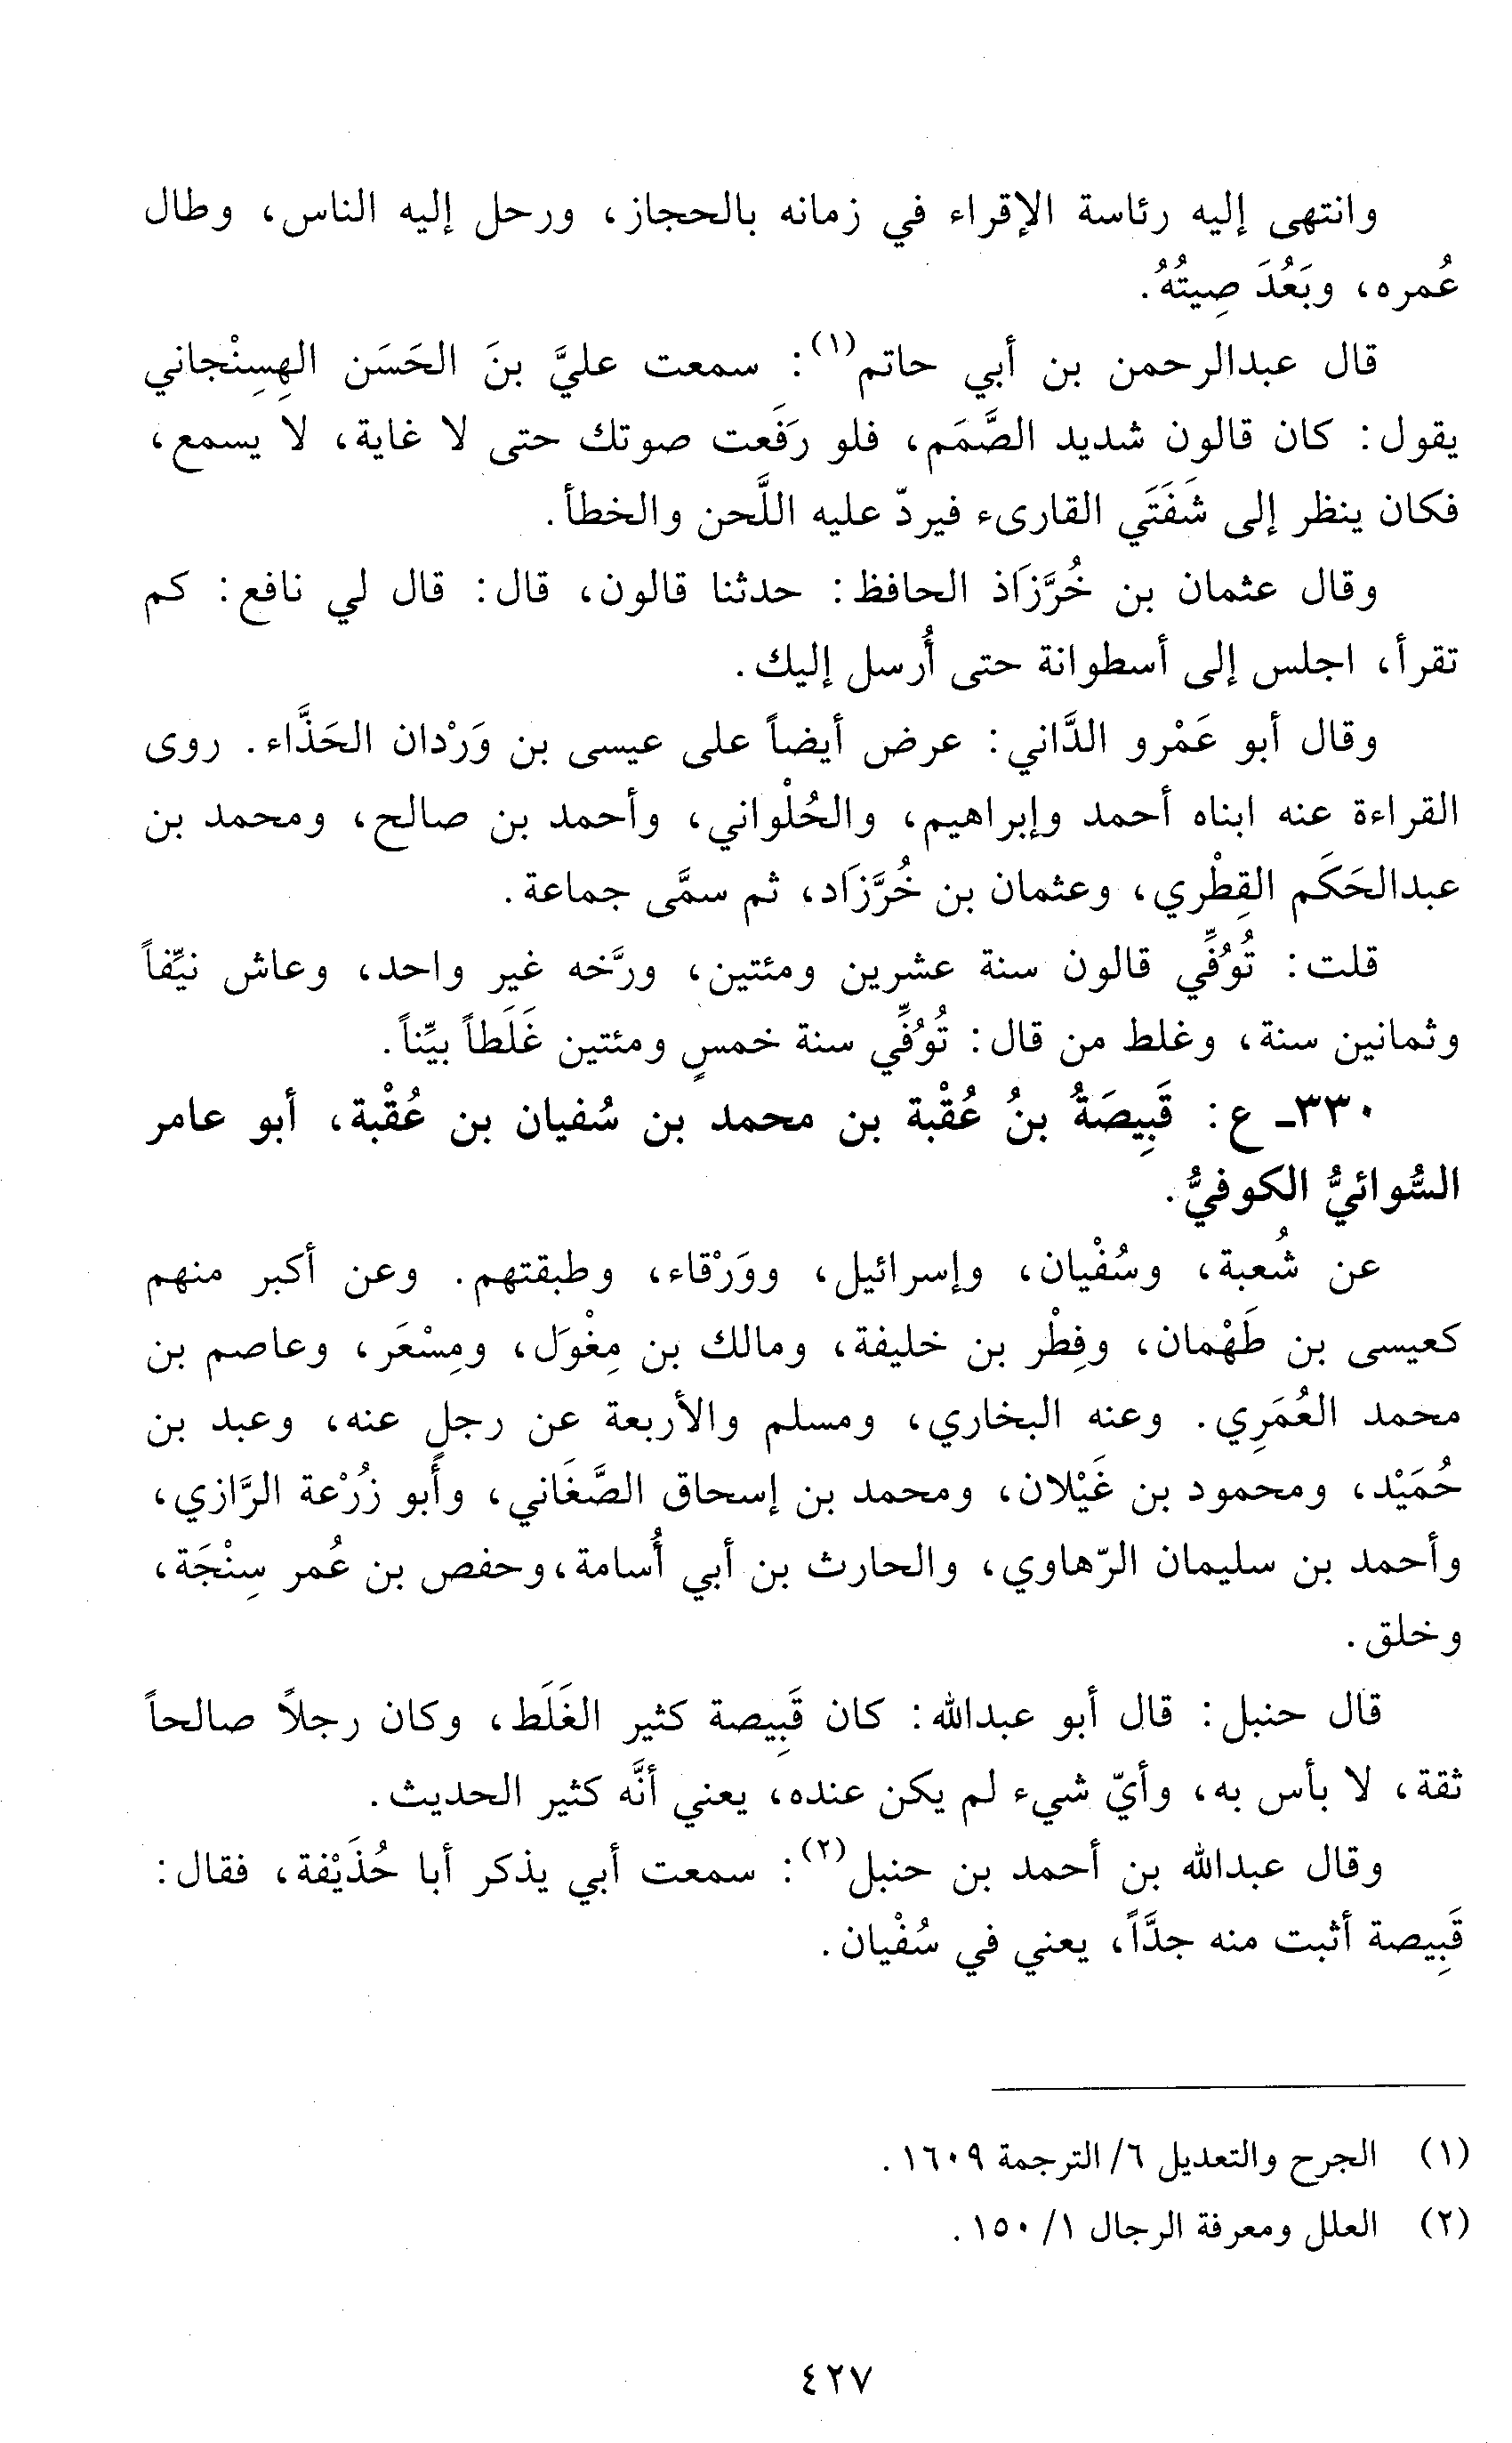 وانتهى إليه رئاسة الإقراء في زمانه بالحجاز، ورحل إليه الناس، وطال
عُمره، وبَعُدَ صِيتُهُ.
قال عبدالرحمن بن أبي حاتم(١): سمعت عليَّ بنَ الحَسَن الهِسِنْجاني
يقول: كان قالون شديد الصَّمَم، فلو رَفَعت صوتك حتى لا غاية، لا يسمع،
فكان ينظر إلى شَفَتَي القارىء فيردّ عليه اللَّحن والخطأ.
وقال عثمان بن خُرَّزَاذ الحافظ: حدثنا قالون، قال: قال لي نافع: كم
تقرأ، اجلس إلى أسطوانة حتى أُرسل إليك.
وقال أبو عَمْرو الدَّاني: عرض أيضاً على عيسى بن وَرْدان الحَذَّاء. روى
القراءة عنه ابناه أحمد وإبراهيم، والحُلْواني، وأحمد بن صالح، ومحمد بن
عبدالحَكَم القِطْري، وعثمان بن خُرَّزَاد، ثم سمَّى جماعة.
قلت: تُوُفِّي قالون سنة عشرين ومئتين، ورَّخه غير واحد، وعاش نيِّفاً
وثمانين سنة، وغلط من قال: تُوُفِّي سنة خمسٍ ومئتين غَلَطاً بيِّناً.
٣٣٠ـ ع: قَبِيصَةُ بنُ عُقْبة بن محمد بن سُفيان بن عُقْبة، أبو عامر
السُّوائيُّ الكوفيُّ.
عن شُعبة، وسُفْيان، وإسرائيل، ووَرْقاء، وطبقتهم. وعن أكبر منهم
كعيسى بن طَهْمان، وفِطْر بن خليفة، ومالك بن مِغْوَل، ومِسْعَر، وعاصم بن
محمد العُمَرِي. وعنه البخاري، ومسلم والأربعة عن رجلٍ عنه، وعبد بن
حُمَيْد، ومحمود بن غَيْلان، ومحمد بن إسحاق الصَّغَاني، وأَبو زُرْعة الرَّازي،
وأحمد بن سليمان الرّهاوي، والحارث بن أبي أُسامة، وحفص بن عُمر سِنْجَة،
وخلق.
قال حنبل: قال أبو عبدالله: كان قَبِيصة كثير الغَلَط، وكان رجلاً صالحاً
ثقة، لا بأس به، وأيّ شيء لم يكن عنده، يعني أنَّه كثير الحديث.
وقال عبدالله بن أحمد بن حنبل(٢): سمعت أبي يذكر أبا حُذَيْفة، فقال:
قَبِيصة أثبت منه جدَّاً، يعني في سُفْيان.
(١) الجرح والتعديل ٦/ الترجمة ١٦٠٩.
(٢) العلل ومعرفة الرجال ١/ ١٥٠.
٤٢٧